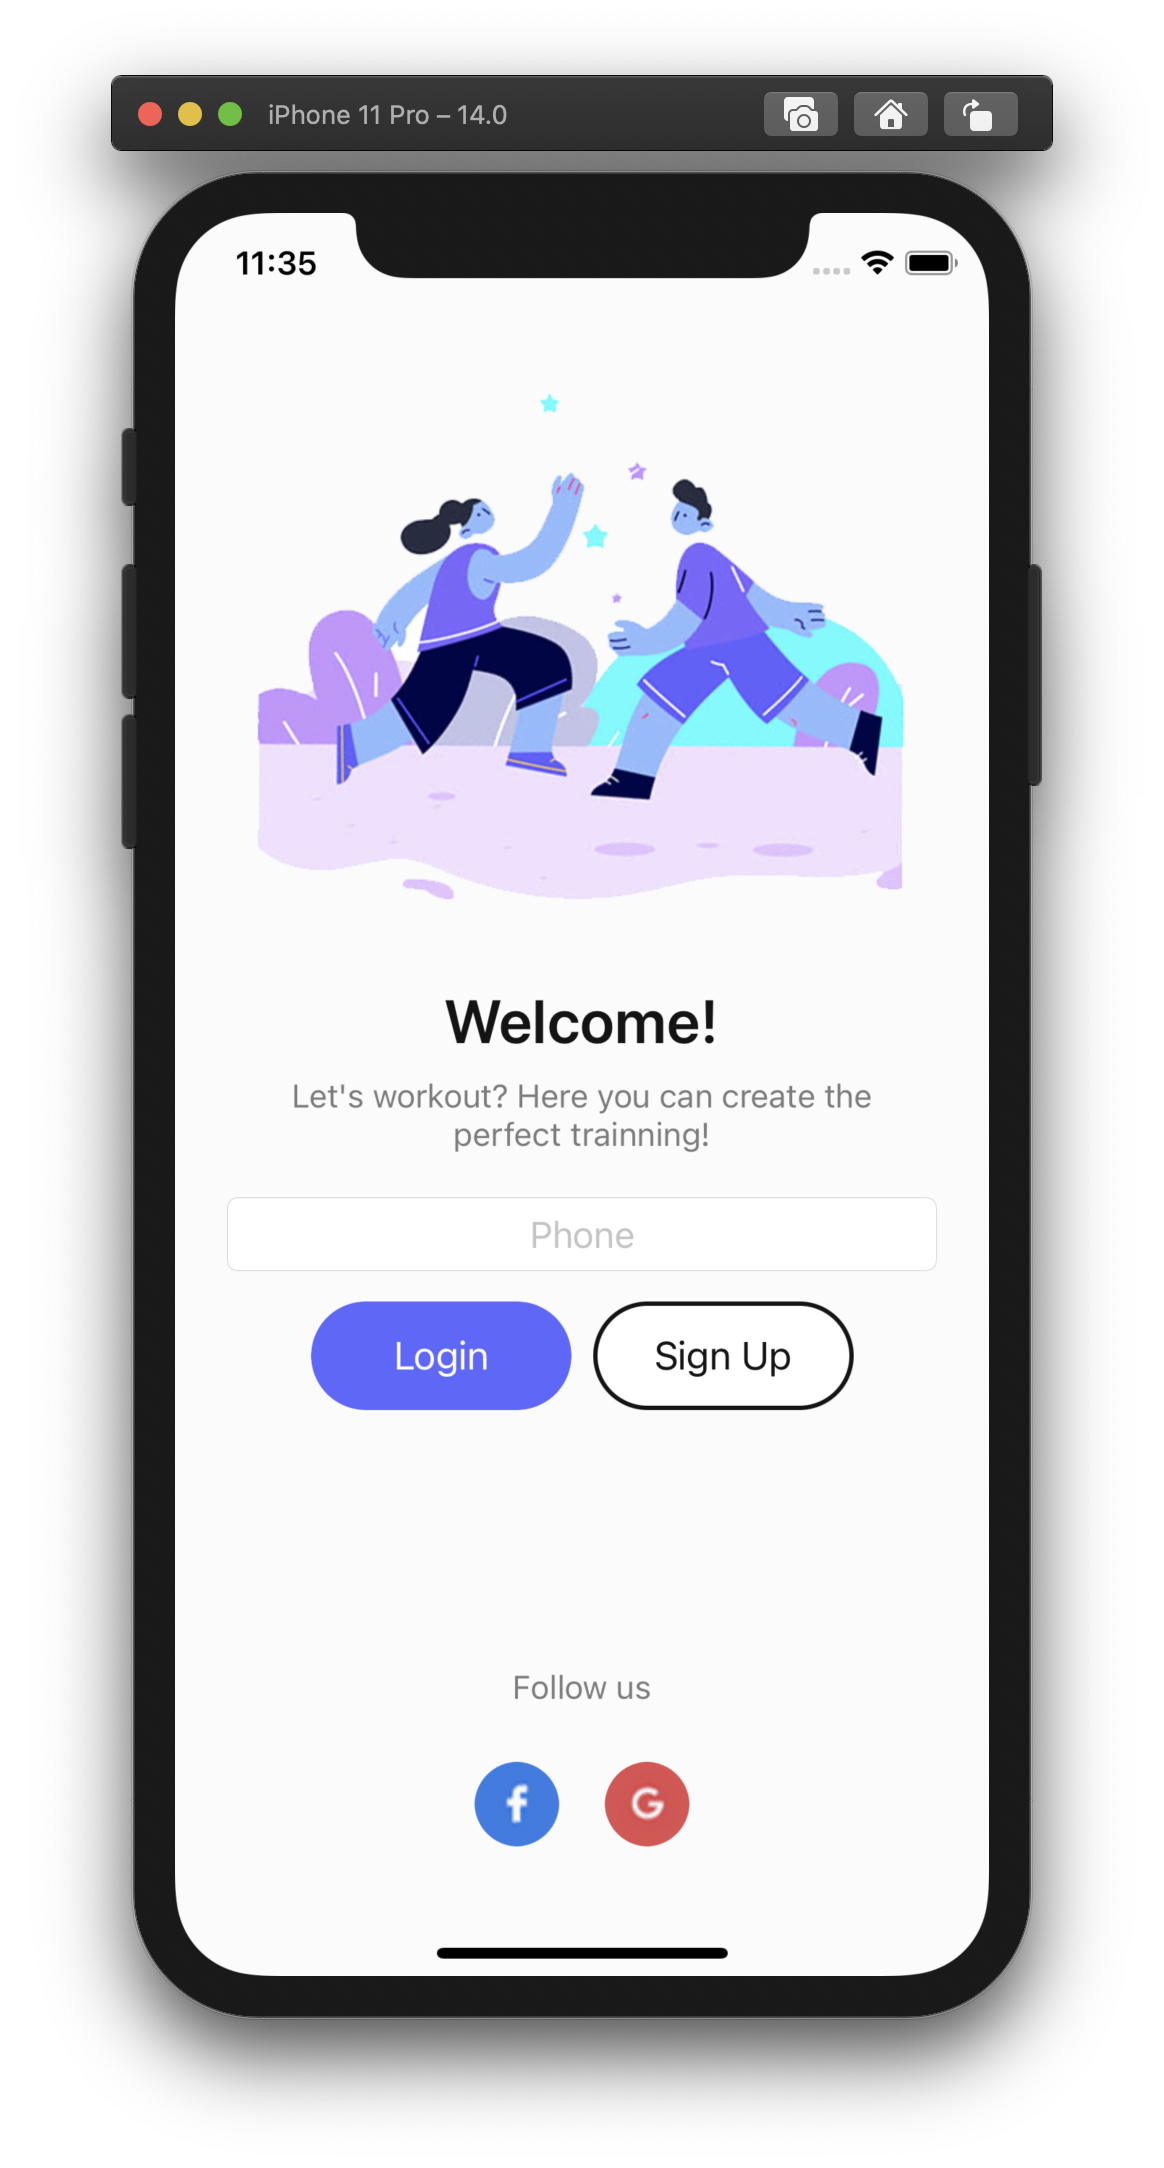 iPhone 11 Pro – 14.0
11:35
Welcome!
Let's workout? Here you can create the
perfect trainning!
Phone
Login
Sign Up
Follow us
f
G